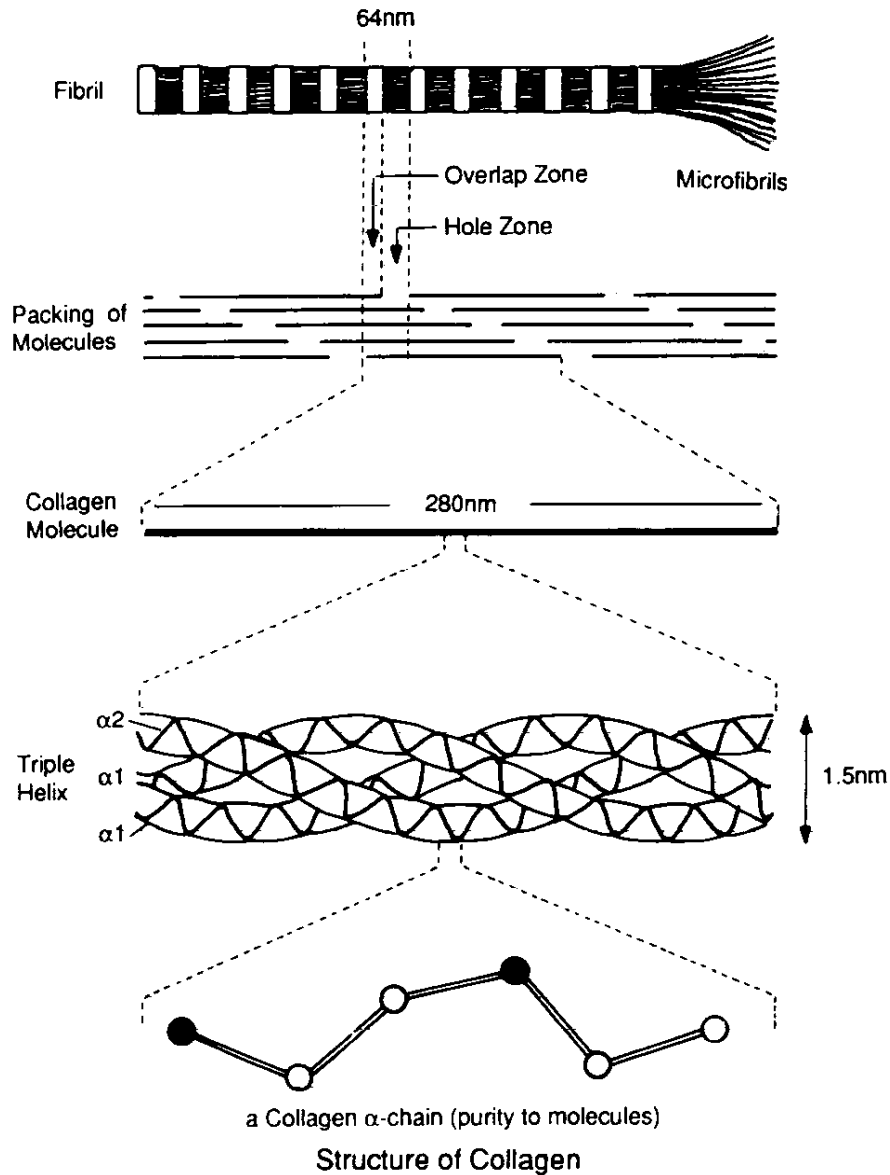 64nm
Fibril
Overlap Zone
Microfibrils
Hole Zone
Packing of
Molecules
Collagen
Molecule
280nm
α2
Triple
Helix
α1
α1
1.5nm
a Collagen α-chain (purity to molecules)
Structure of Collagen